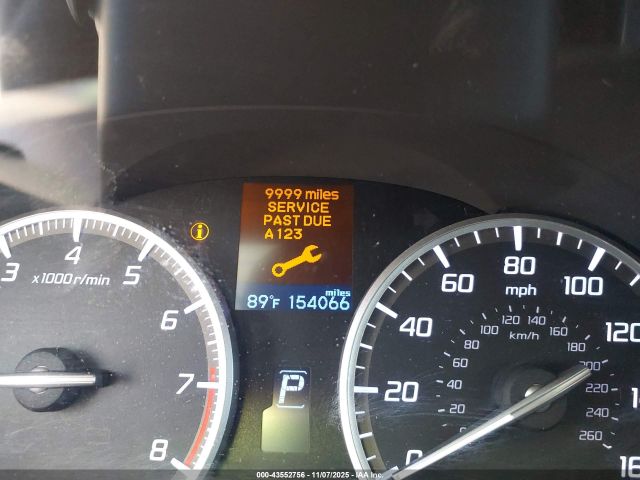 9999 miles
SERVICE
PAST DUE
A123
i
miles
89°F 154066
P
3 4 5 6 7 8
x1000r/min
0 20 40 60 80 100 120
mph
0 20 40 60 80 100 120 140 160 180 200 220 240 260
km/h
000-43552756 - 11/07/2025 - IAA Inc.